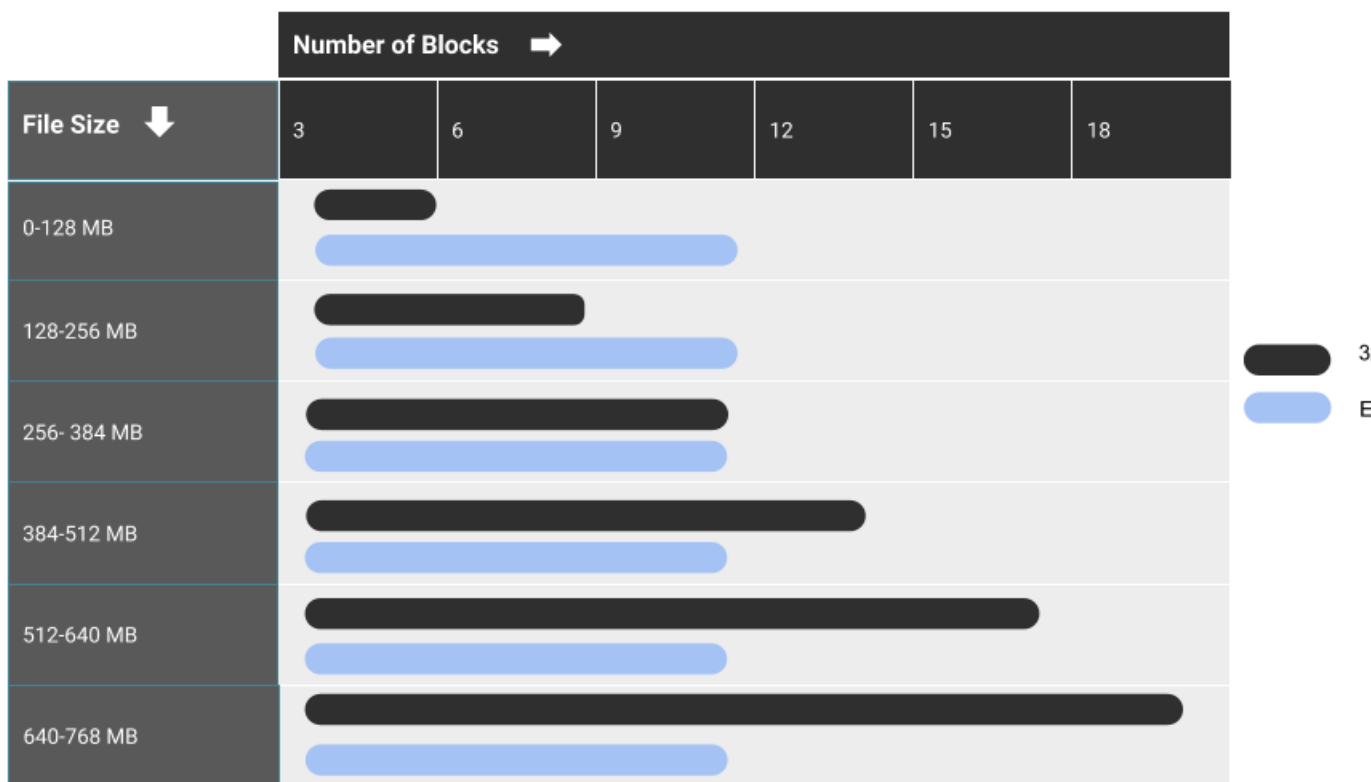 Number of Blocks
File Size
3
6
9
12
15
18
0-128 MB
128-256 MB
3
E
256- 384 MB
384-512 MB
512-640 MB
640-768 MB